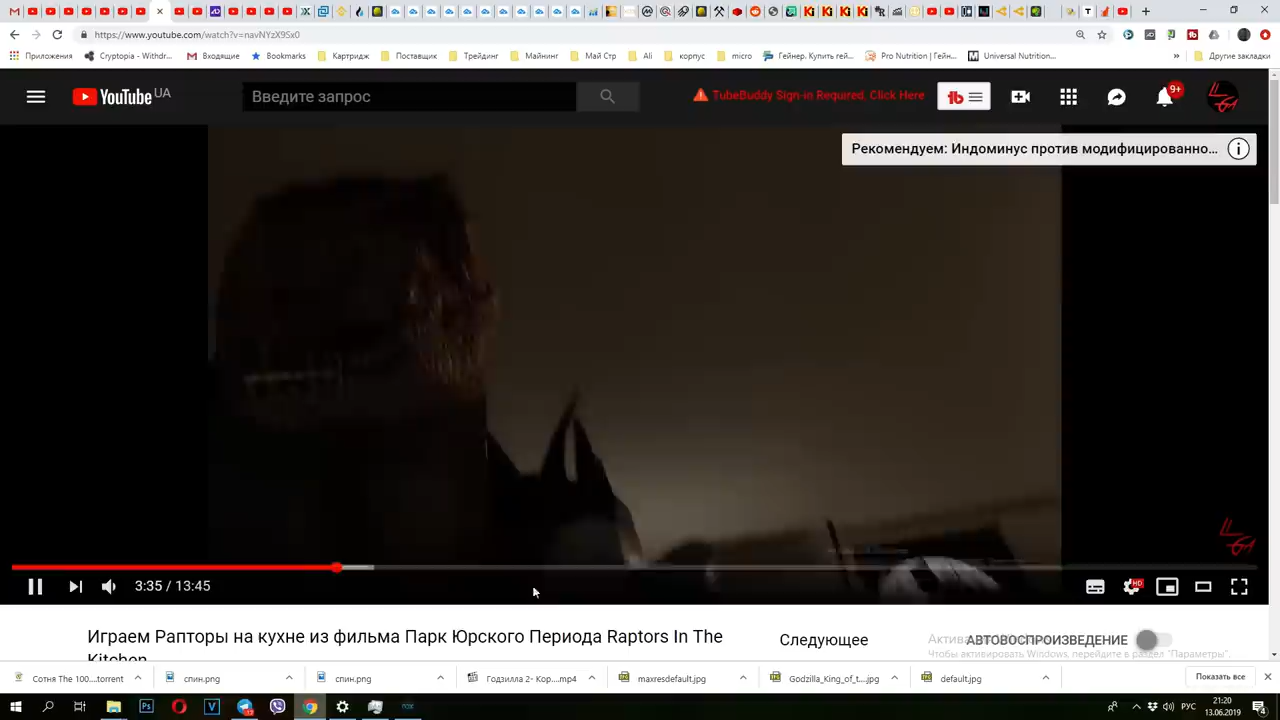 https://www.youtube.com/watch?v=navNYzX9Sx0
Приложения
Cryptopia - Withdr...
Входящие
Bookmarks
Картридж
Поставщик
Трейдинг
Майнинг
Май Стр
Ali
корпус
micro
Гейнер. Купить гей...
Pro Nutrition | Гейн...
Universal Nutrition...
»
Другие закладки
YouTube UA
Введите запрос
TubeBuddy Sign-in Required. Click Here
tb
9+
Рекомендуем: Индоминус против модифицированно...
3:35 / 13:45
HD
Играем Рапторы на кухне из фильма Парк Юрского Периода Raptors In The
Kitchen
Следующее
АВТОВОСПРОИЗВЕДЕНИЕ
Чтобы активировать Windows, перейдите в раздел "Параметры".
Сотня The 100....torrent
спин.png
спин.png
Годзилла 2- Кор....mp4
maxresdefault.jpg
Godzilla_King_of_t....jpg
default.jpg
Показать все
РУС
21:20
13.06.2019
4